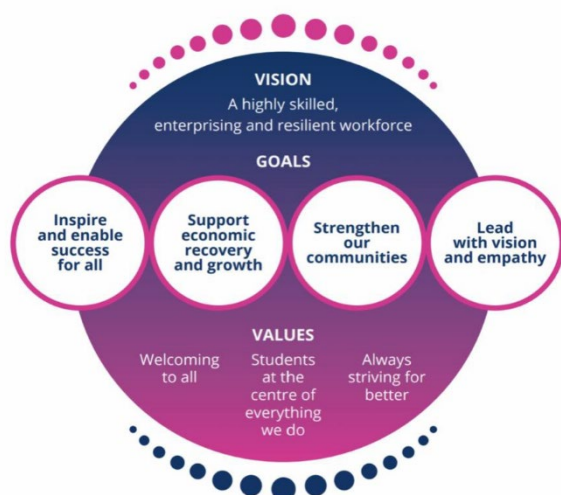 VISION
A highly skilled,
enterprising and resilient workforce
GOALS
Inspire
and enable
success
for all
Support
economic
recovery
and growth
Strengthen
our
communities
Lead
with vision
and empathy
VALUES
Welcoming
to all
Students
at the
centre of
everything
we do
Always
striving for
better